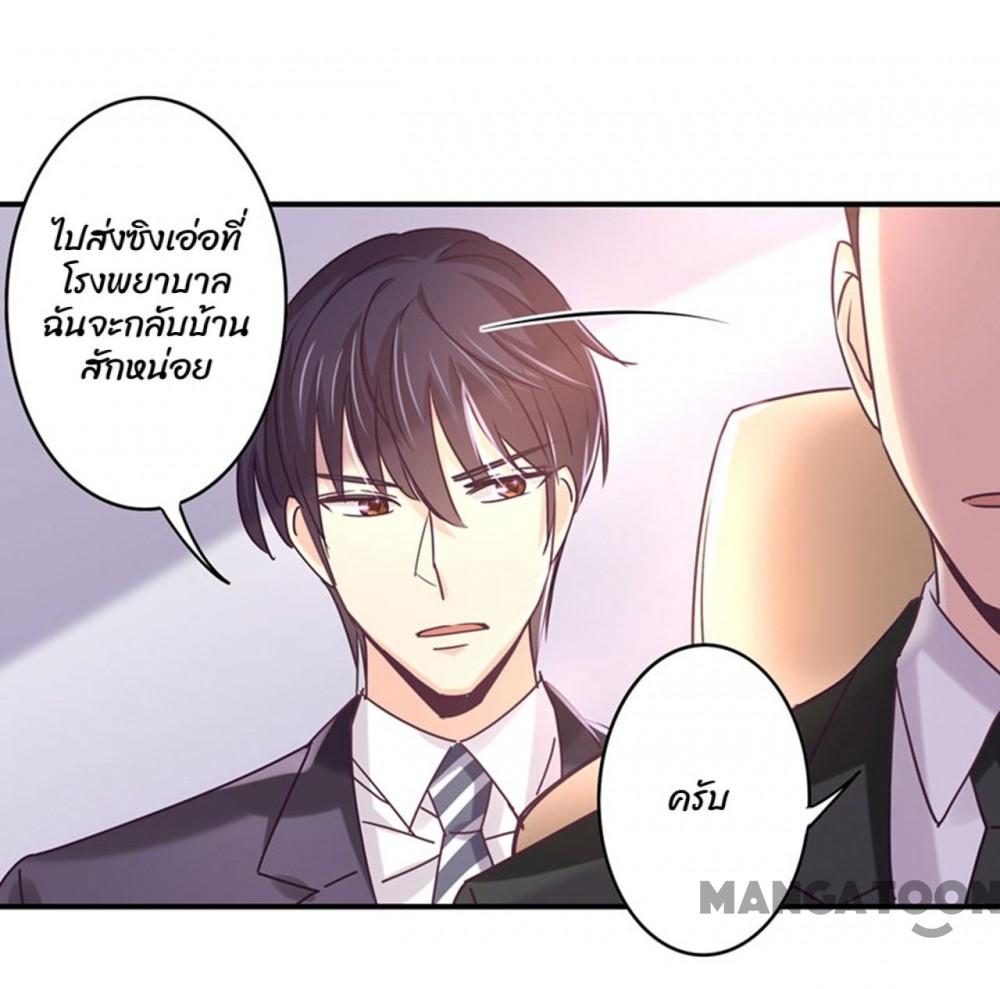 ไปส่งซิงเอ๋อที่
โรงพยาบาล
ฉันจะกลับบ้าน
สักหน่อย
ครับ
MANGATOON